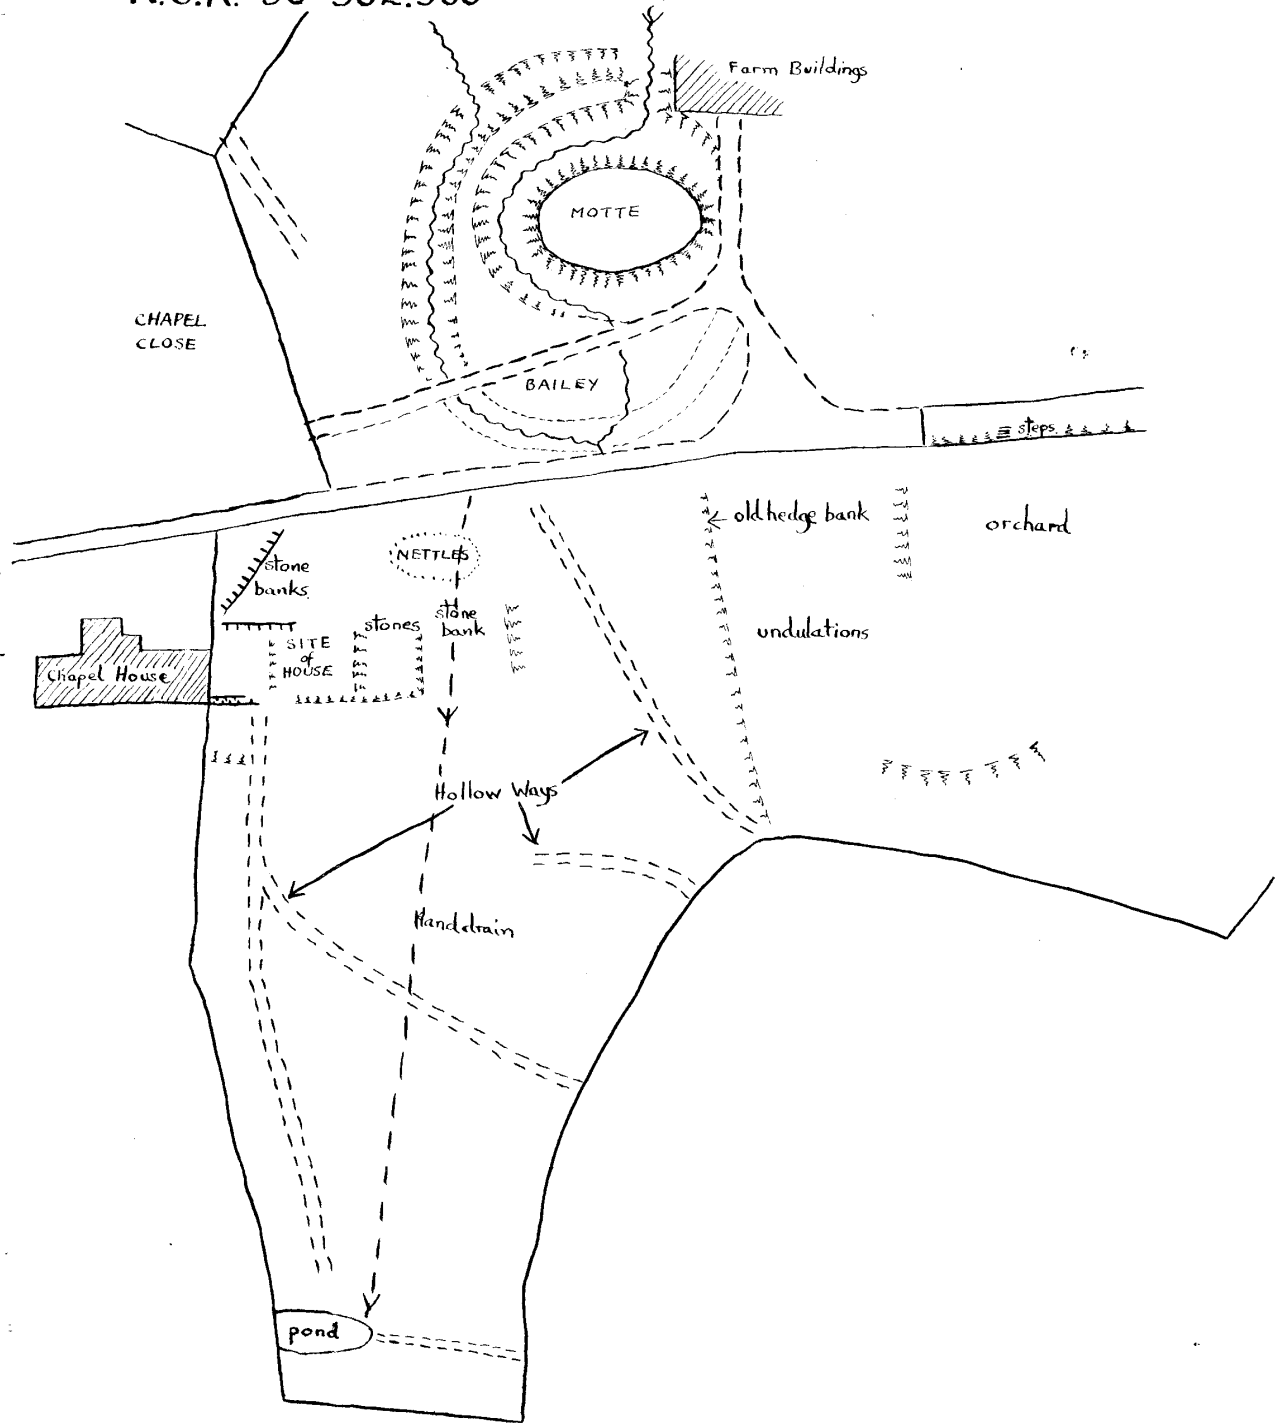 Farm Buildings
MOTTE
CHAPEL
CLOSE
BAILEY
steps
old hedge bank
orchard
NETTLES
stone
banks
stones
stone
bank
undulations
SITE
of
HOUSE
Chapel House
Hollow Ways
Handdrain
pond